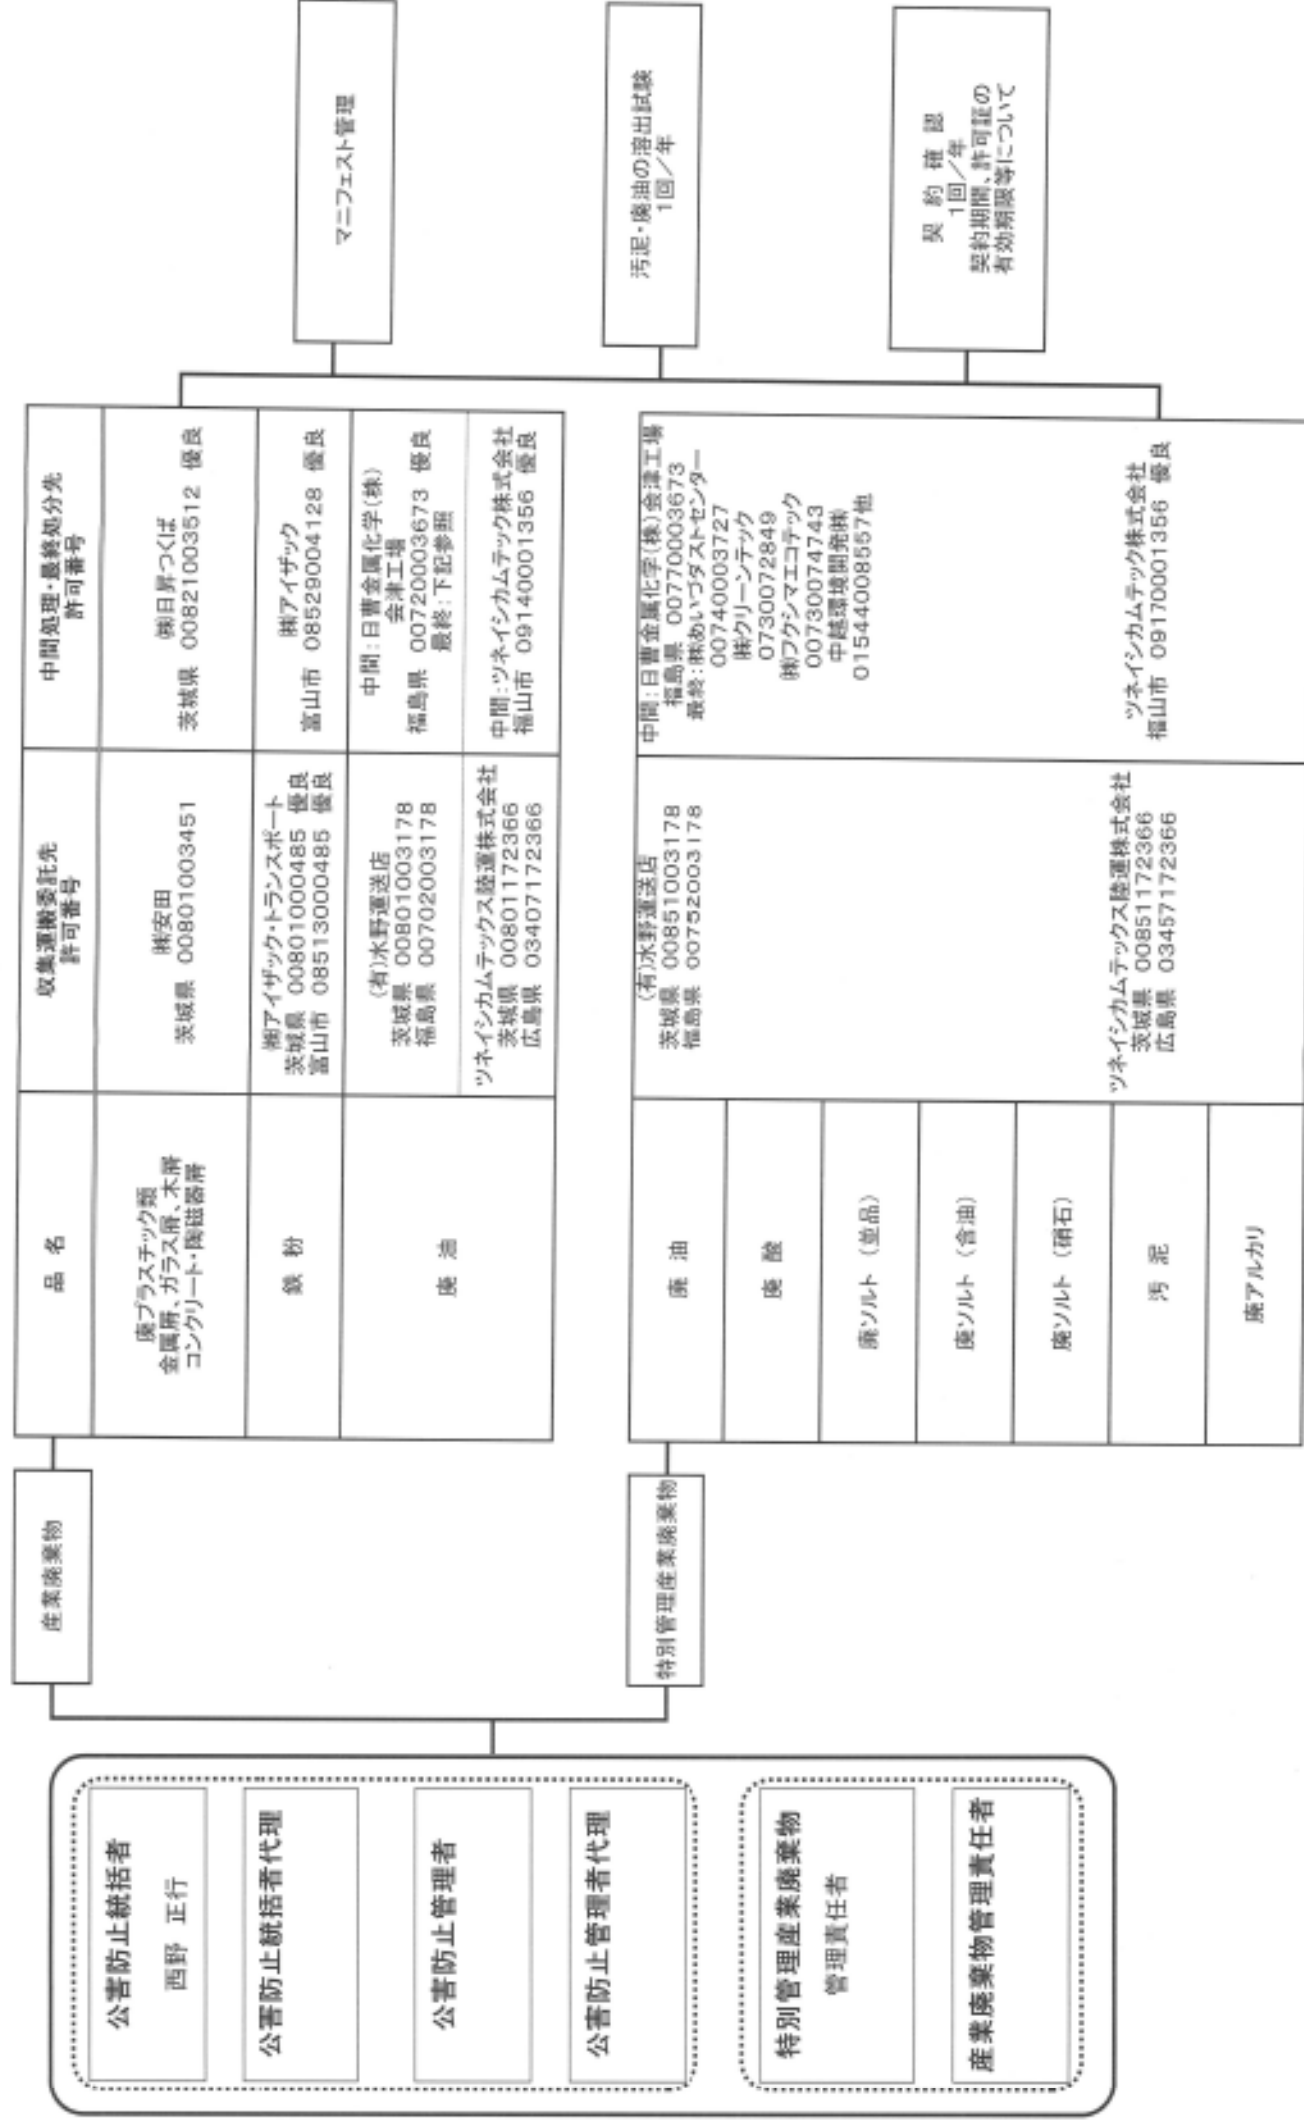 公害防止統括者
西野 正行
公害防止統括者代理
公害防止管理者
公害防止管理者代理
特別管理産業廃棄物
管理責任者
産業廃棄物管理責任者
産業廃棄物
品 名
収集運搬委託先
許可番号
中間処理・最終処分先
許可番号
廃プラスチック類
金属屑、ガラス屑、木屑
コンクリート・陶磁器屑
㈱安田
茨城県 00801003451
㈱日昇つくば
茨城県 00821003512 優良
鉄 粉
㈱アイザック・トランスポート
茨城県 00801000485 優良
富山市 08513000485 優良
㈱アイザック
富山市 08529004128 優良
廃 油
(有)水野運送店
茨城県 00801003178
福島県 00702003178
中間:日曹金属化学(株)
会津工場
福島県 00720003673 優良
最終:下記参照
ツネイシカムテックス陸運株式会社
茨城県 00801172366
広島県 03407172366
中間:ツネイシカムテック株式会社
福山市 09140001356 優良
特別管理産業廃棄物
廃 油
廃 酸
廃ソルト(並品)
廃ソルト(含油)
廃ソルト(硝石)
汚 泥
廃アルカリ
(有)水野運送店
茨城県 00851003178
福島県 00752003178
ツネイシカムテックス陸運株式会社
茨城県 00851172366
広島県 03457172366
中間:日曹金属化学(株)会津工場
福島県 00770003673
最終:㈱あいづダストセンター
00740003727
㈱クリーンテック
0730072849
㈱フクシマエコテック
00730074743
中越環境開発㈱
01544008557他
ツネイシカムテック株式会社
福山市 09170001356 優良
マニフェスト管理
汚泥・廃油の溶出試験
1回/年
契 約 確 認
1回/年
契約期間、許可証の
有効期限等について